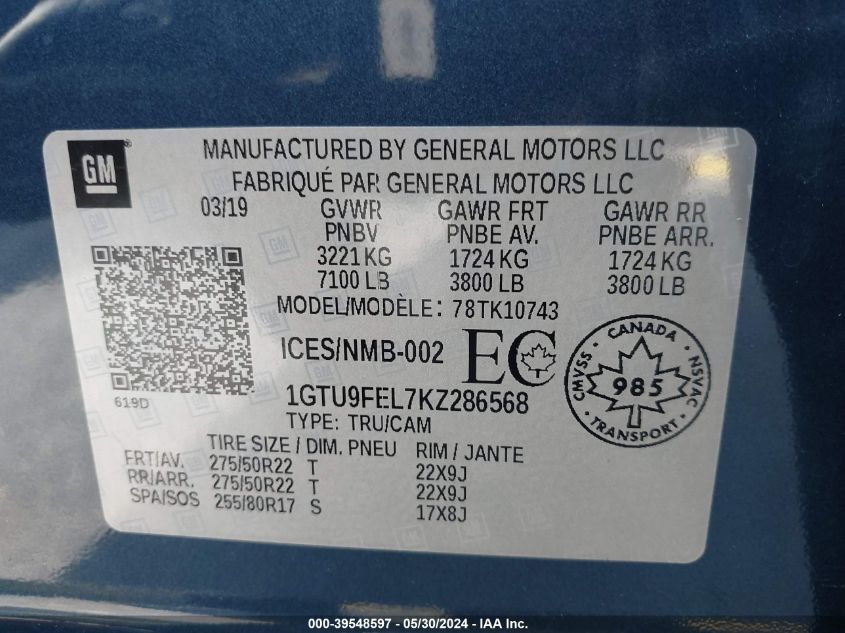 GM
MANUFACTURED BY GENERAL MOTORS LLC
FABRIQUÉ PAR GENERAL MOTORS LLC
03/19 GVWR GAWR FRT GAWR RR
PNBV PNBE AV. PNBE ARR.
3221 KG 1724 KG 1724 KG
7100 LB 3800 LB 3800 LB
MODEL/MODÈLE: 78TK10743
ICES/NMB-002 EC
619D
1GTU9FEL7KZ286568
TYPE: TRU/CAM
CANADA
CMVSS 985 NSVAC
TRANSPORT
TIRE SIZE / DIM. PNEU RIM / JANTE
FRT/AV. 275/50R22 T 22X9J
RR/ARR. 275/50R22 T 22X9J
SPA/SOS 255/80R17 S 17X8J
000-39548597 - 05/30/2024 - IAA Inc.